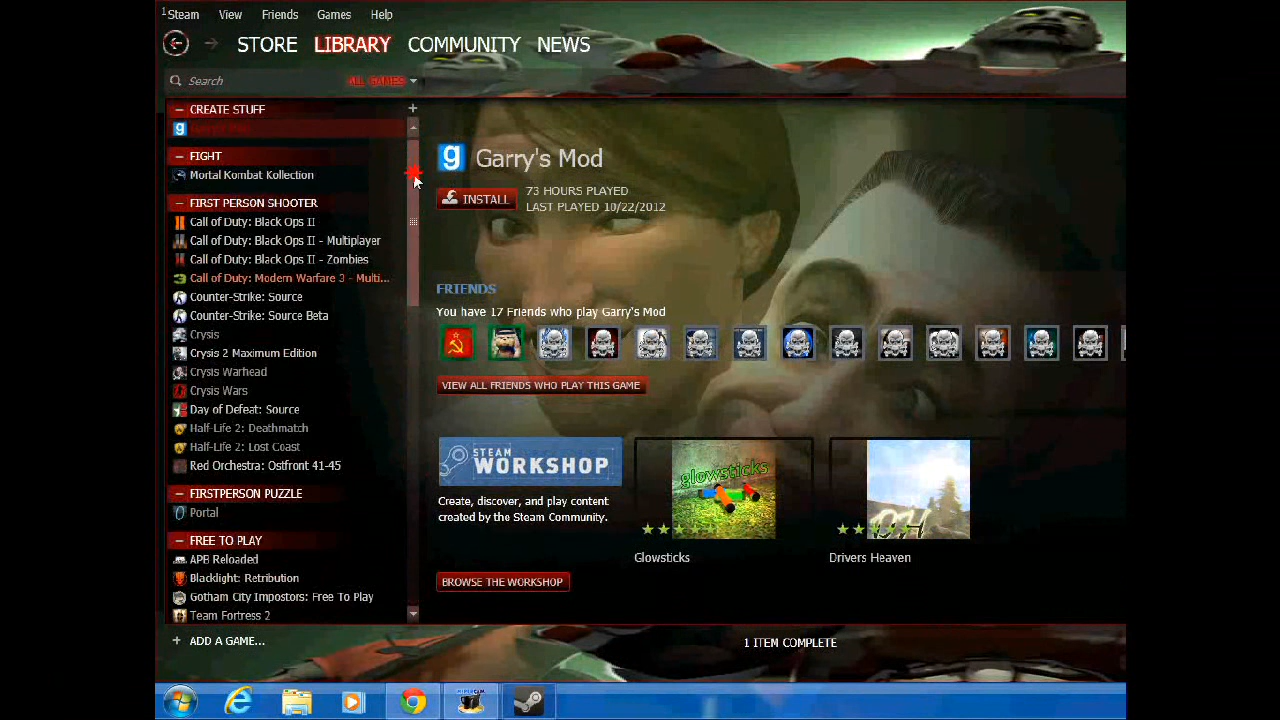 1 Steam View Friends Games Help
STORE LIBRARY COMMUNITY NEWS
Search ALL GAMES
CREATE STUFF
FIGHT
Mortal Kombat Kollection
FIRST PERSON SHOOTER
Call of Duty: Black Ops II
Call of Duty: Black Ops II - Multiplayer
Call of Duty: Black Ops II - Zombies
Call of Duty: Modern Warfare 3 - Multi...
Counter-Strike: Source
Counter-Strike: Source Beta
Crysis
Crysis 2 Maximum Edition
Crysis Warhead
Crysis Wars
Day of Defeat: Source
Half-Life 2: Deathmatch
Half-Life 2: Lost Coast
Red Orchestra: Ostfront 41-45
FIRSTPERSON PUZZLE
Portal
FREE TO PLAY
APB Reloaded
Blacklight: Retribution
Gotham City Impostors: Free To Play
Team Fortress 2
ADD A GAME...
g Garry's Mod
INSTALL
73 HOURS PLAYED
LAST PLAYED 10/22/2012
FRIENDS
You have 17 Friends who play Garry's Mod
VIEW ALL FRIENDS WHO PLAY THIS GAME
STEAM
WORKSHOP
Create, discover, and play content
created by the Steam Community.
BROWSE THE WORKSHOP
glowsticks
Glowsticks
Drivers Heaven
1 ITEM COMPLETE